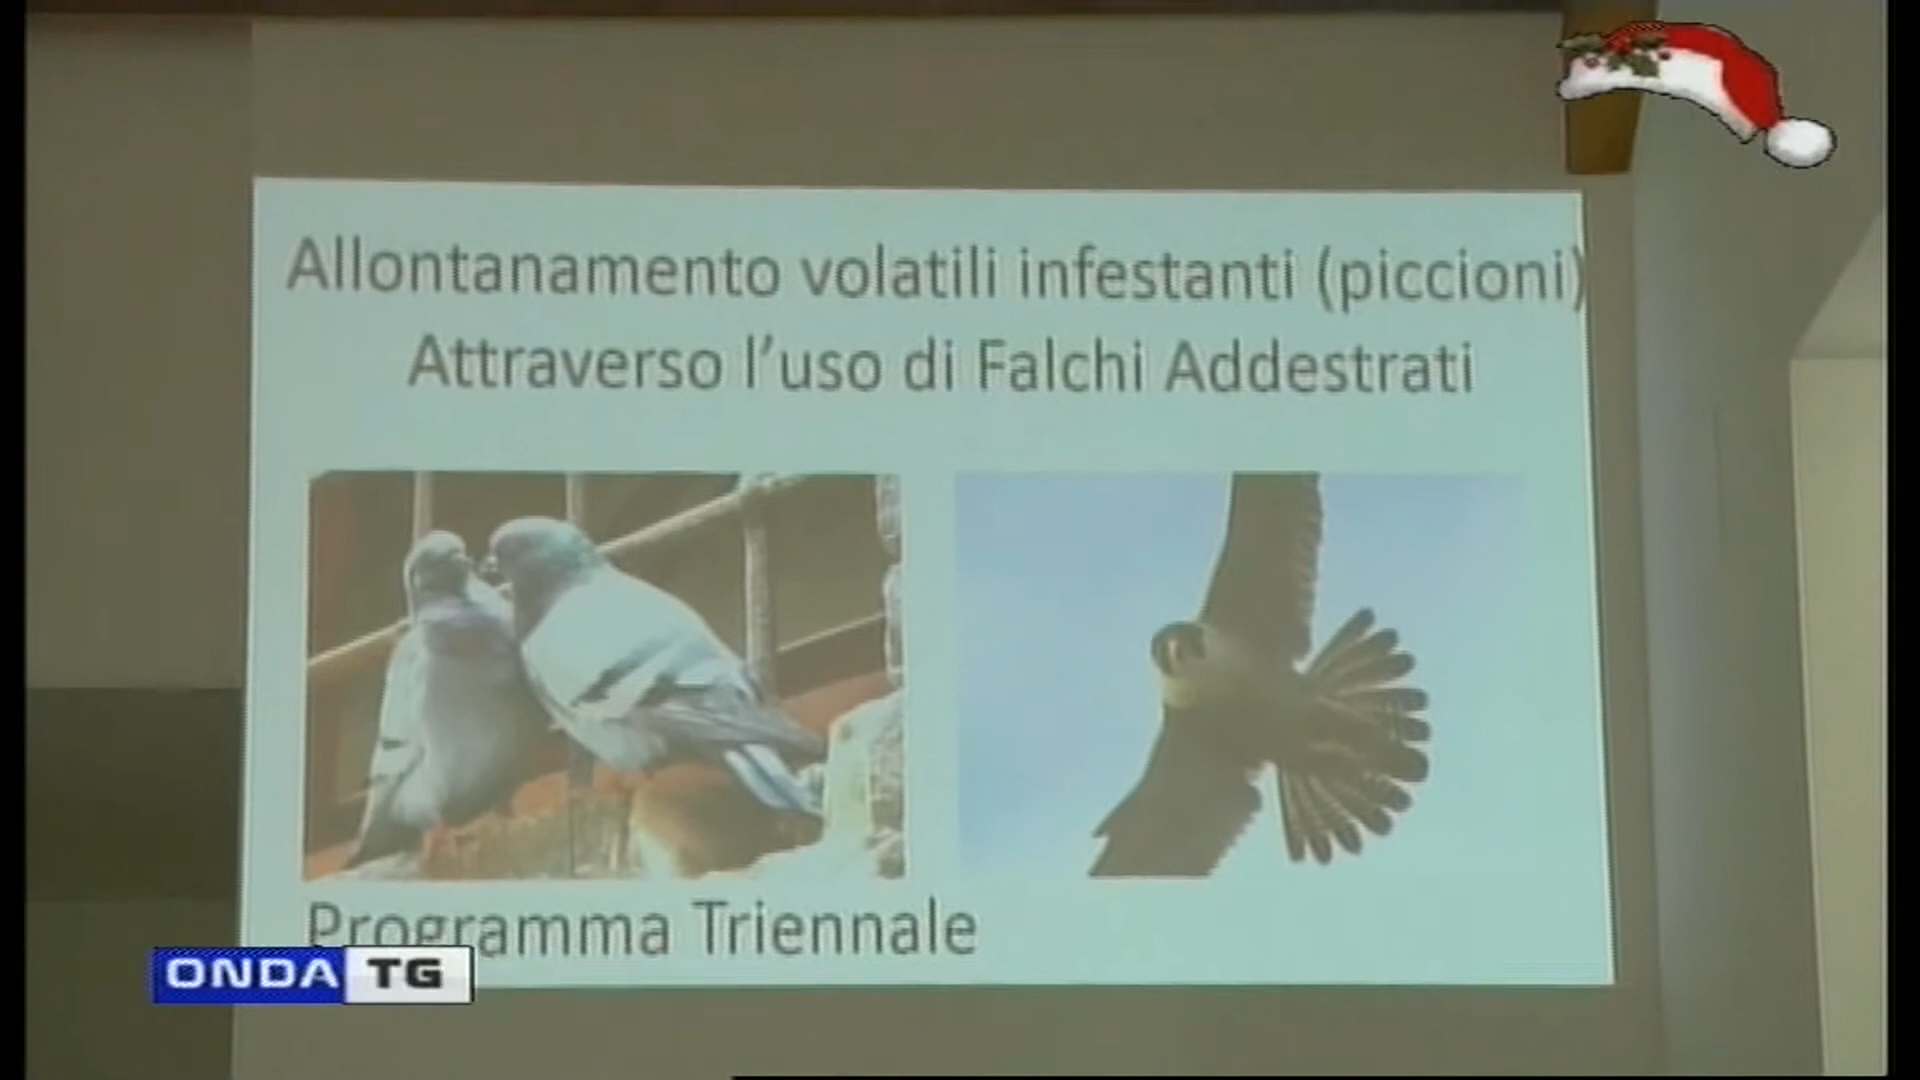 Allontanamento volatili infestanti (piccioni)
Attraverso l'uso di Falchi Addestrati
Programma Triennale
ONDA TG